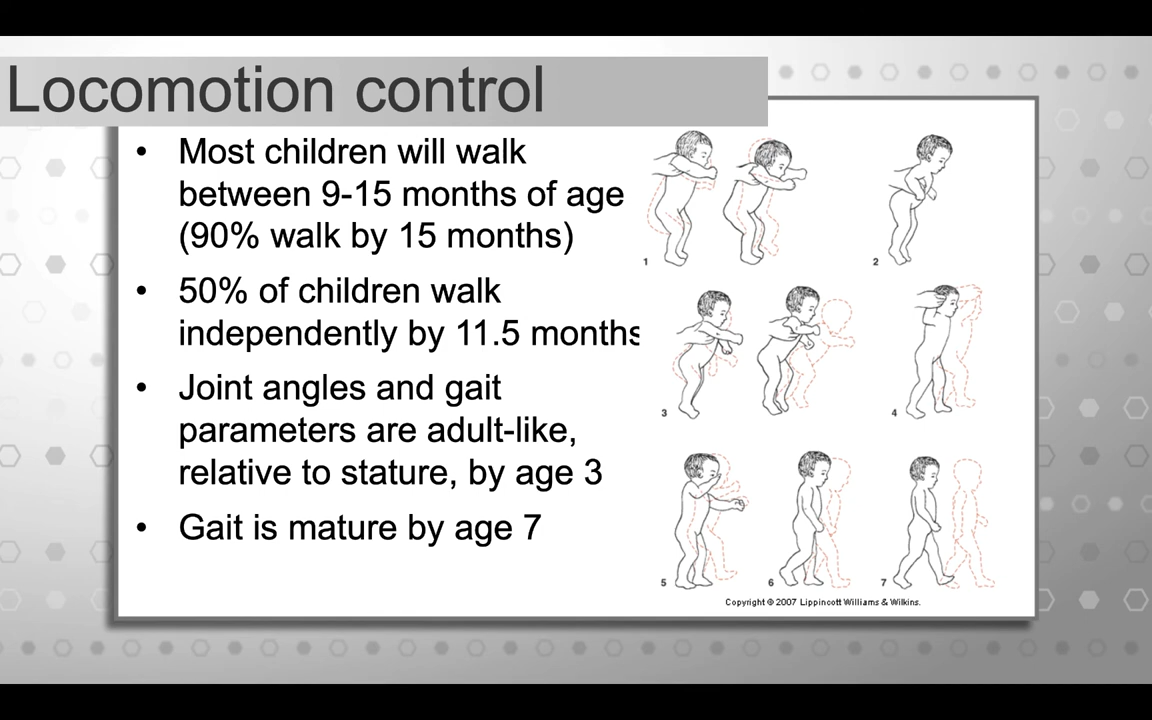 Locomotion control
• Most children will walk
between 9-15 months of age
(90% walk by 15 months)
• 50% of children walk
independently by 11.5 months
• Joint angles and gait
parameters are adult-like,
relative to stature, by age 3
• Gait is mature by age 7
1
2
3
4
5
6
7
Copyright © 2007 Lippincott Williams & Wilkins.